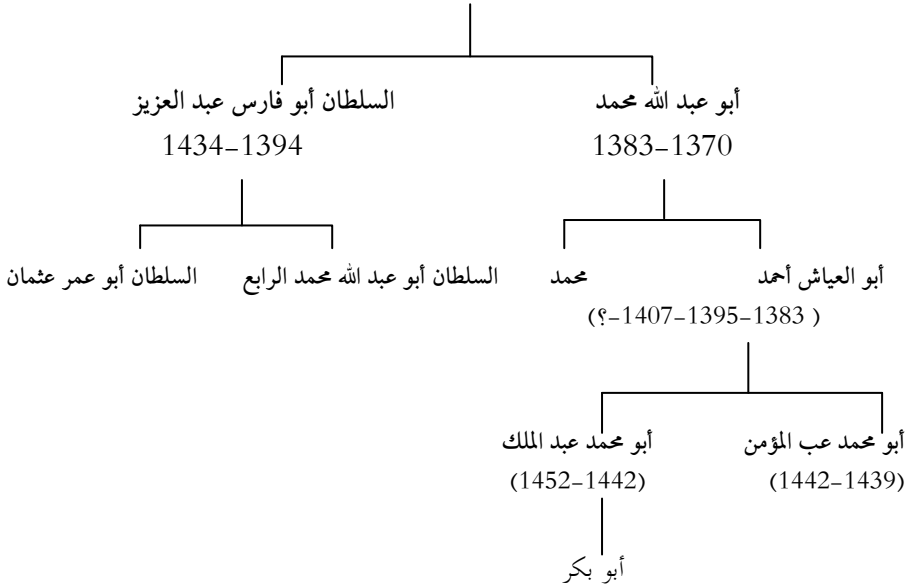 أبو عبد الله محمد
السلطان أبو فارس عبد العزيز
1383-1370
1434-1394
أبو العياش أحمد
محمد
السلطان أبو عبد الله محمد الرابع
السلطان أبو عمر عثمان
( 1383-1395-1407-؟)
أبو محمد عب المؤمن
أبو محمد عبد الملك
(1442-1439)
(1452-1442)
أبو بكر